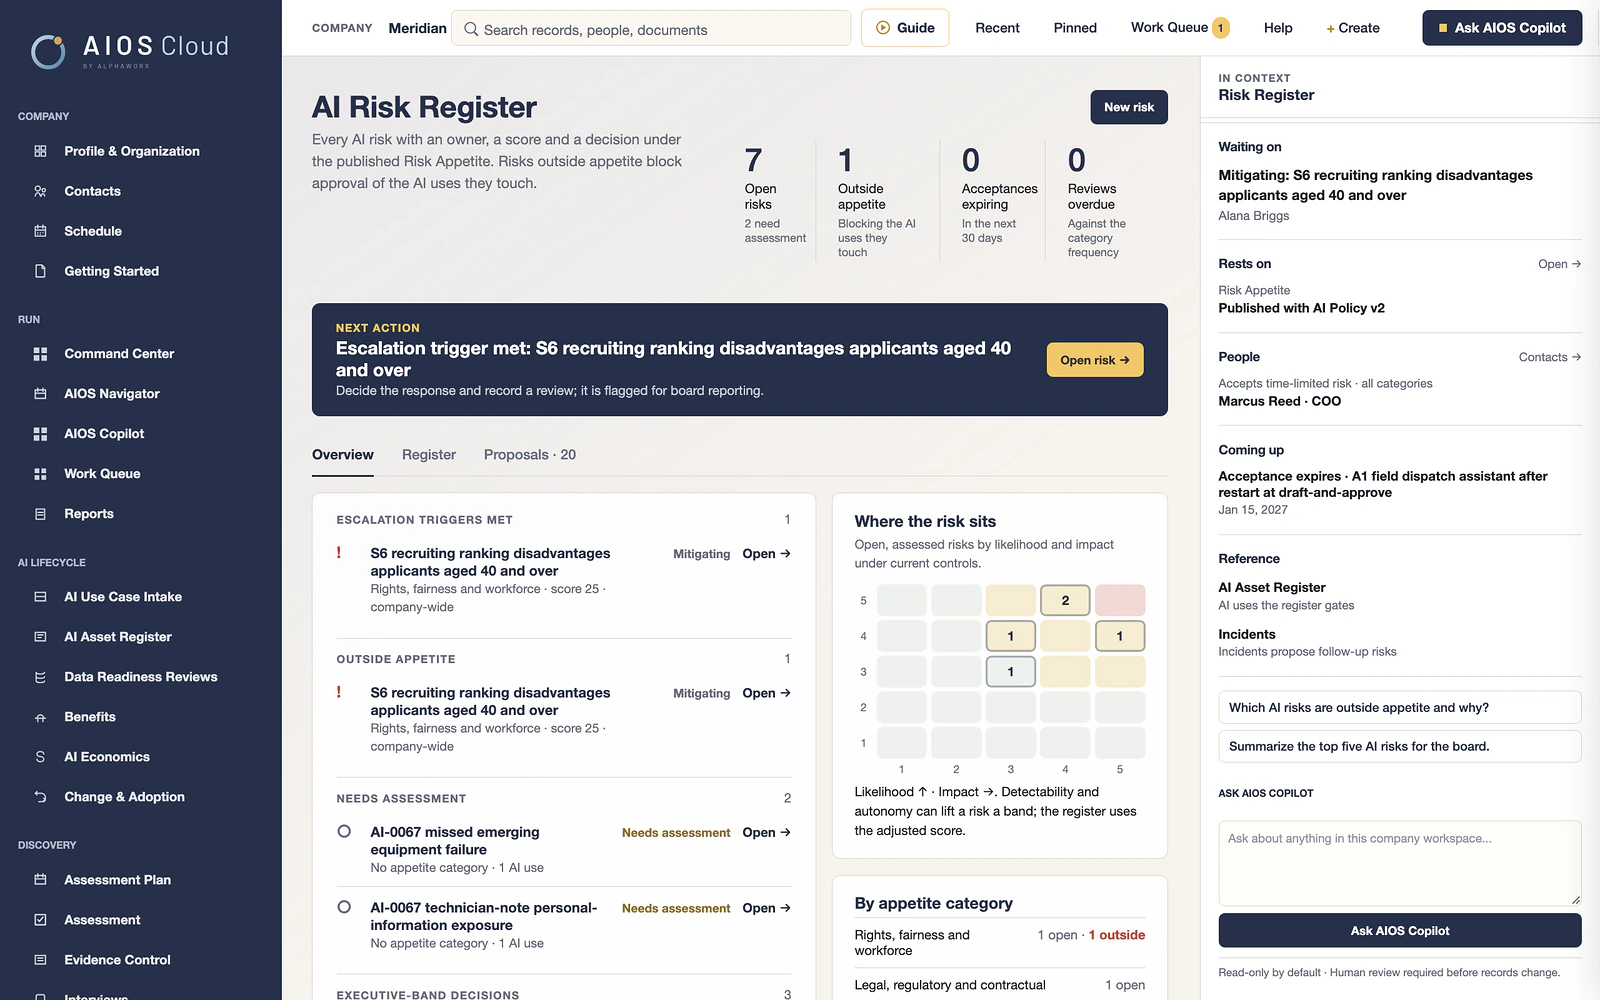 AIOS Cloud
BY ALPHAWORX
COMPANY
Profile & Organization
Contacts
Schedule
Getting Started
RUN
Command Center
AIOS Navigator
AIOS Copilot
Work Queue
Reports
AI LIFECYCLE
AI Use Case Intake
AI Asset Register
Data Readiness Reviews
Benefits
AI Economics
Change & Adoption
DISCOVERY
Assessment Plan
Assessment
Evidence Control
Interviews
COMPANY Meridian
Search records, people, documents
Guide
Recent
Pinned
Work Queue 1
Help
+ Create
Ask AIOS Copilot
AI Risk Register
Every AI risk with an owner, a score and a decision under
the published Risk Appetite. Risks outside appetite block
approval of the AI uses they touch.
New risk
7
Open
risks
2 need
assessment
1
Outside
appetite
Blocking the AI
uses they
touch
0
Acceptances
expiring
In the next
30 days
0
Reviews
overdue
Against the
category
frequency
NEXT ACTION
Escalation trigger met: S6 recruiting ranking disadvantages applicants aged 40
and over
Decide the response and record a review; it is flagged for board reporting.
Open risk →
Overview
Register
Proposals · 20
ESCALATION TRIGGERS MET 1
! S6 recruiting ranking disadvantages
applicants aged 40 and over
Mitigating Open →
Rights, fairness and workforce · score 25 ·
company-wide
OUTSIDE APPETITE 1
! S6 recruiting ranking disadvantages
applicants aged 40 and over
Mitigating Open →
Rights, fairness and workforce · score 25 ·
company-wide
NEEDS ASSESSMENT 2
AI-0067 missed emerging
equipment failure
Needs assessment Open →
No appetite category · 1 AI use
AI-0067 technician-note personal-
information exposure
Needs assessment Open →
No appetite category · 1 AI use
EXECUTIVE-BAND DECISIONS 3
Where the risk sits
Open, assessed risks by likelihood and impact
under current controls.
5 2
4 1 1
3 1
2
1
1 2 3 4 5
Likelihood ↑ · Impact →. Detectability and
autonomy can lift a risk a band; the register uses
the adjusted score.
By appetite category
Rights, fairness and
workforce
1 open · 1 outside
Legal, regulatory and contractual 1 open
IN CONTEXT
Risk Register
Waiting on
Mitigating: S6 recruiting ranking disadvantages
applicants aged 40 and over
Alana Briggs
Rests on Open →
Risk Appetite
Published with AI Policy v2
People Contacts →
Accepts time-limited risk · all categories
Marcus Reed · COO
Coming up
Acceptance expires · A1 field dispatch assistant after
restart at draft-and-approve
Jan 15, 2027
Reference
AI Asset Register
AI uses the register gates
Incidents
Incidents propose follow-up risks
Which AI risks are outside appetite and why?
Summarize the top five AI risks for the board.
ASK AIOS COPILOT
Ask about anything in this company workspace...
Ask AIOS Copilot
Read-only by default · Human review required before records change.